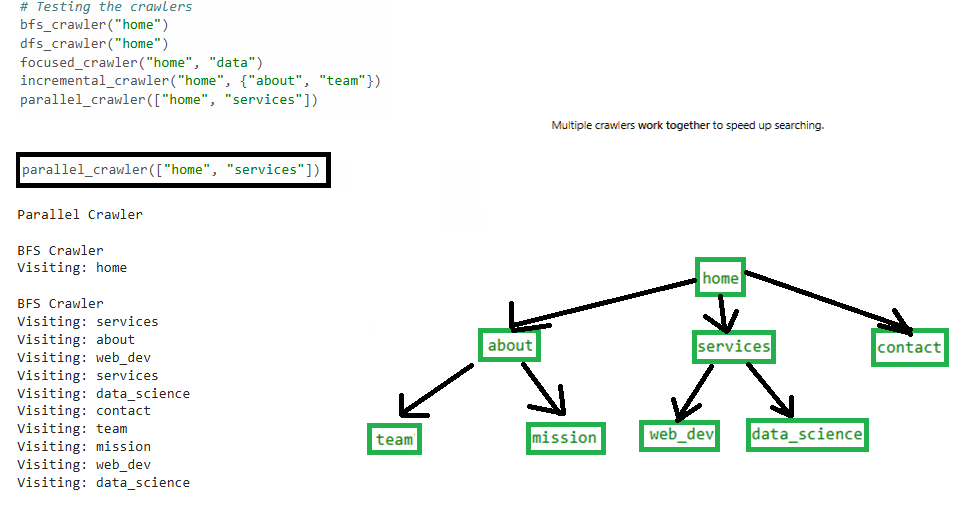 # Testing the crawlers
bfs_crawler("home")
dfs_crawler("home")
focused_crawler("home", "data")
incremental_crawler("home", {"about", "team"})
parallel_crawler(["home", "services"])
Multiple crawlers work together to speed up searching.
parallel_crawler(["home", "services"])
Parallel Crawler
BFS Crawler
Visiting: home
BFS Crawler
Visiting: services
Visiting: about
Visiting: web_dev
Visiting: services
Visiting: data_science
Visiting: contact
Visiting: team
Visiting: mission
Visiting: web_dev
Visiting: data_science
home
about
services
contact
team
mission
web_dev
data_science